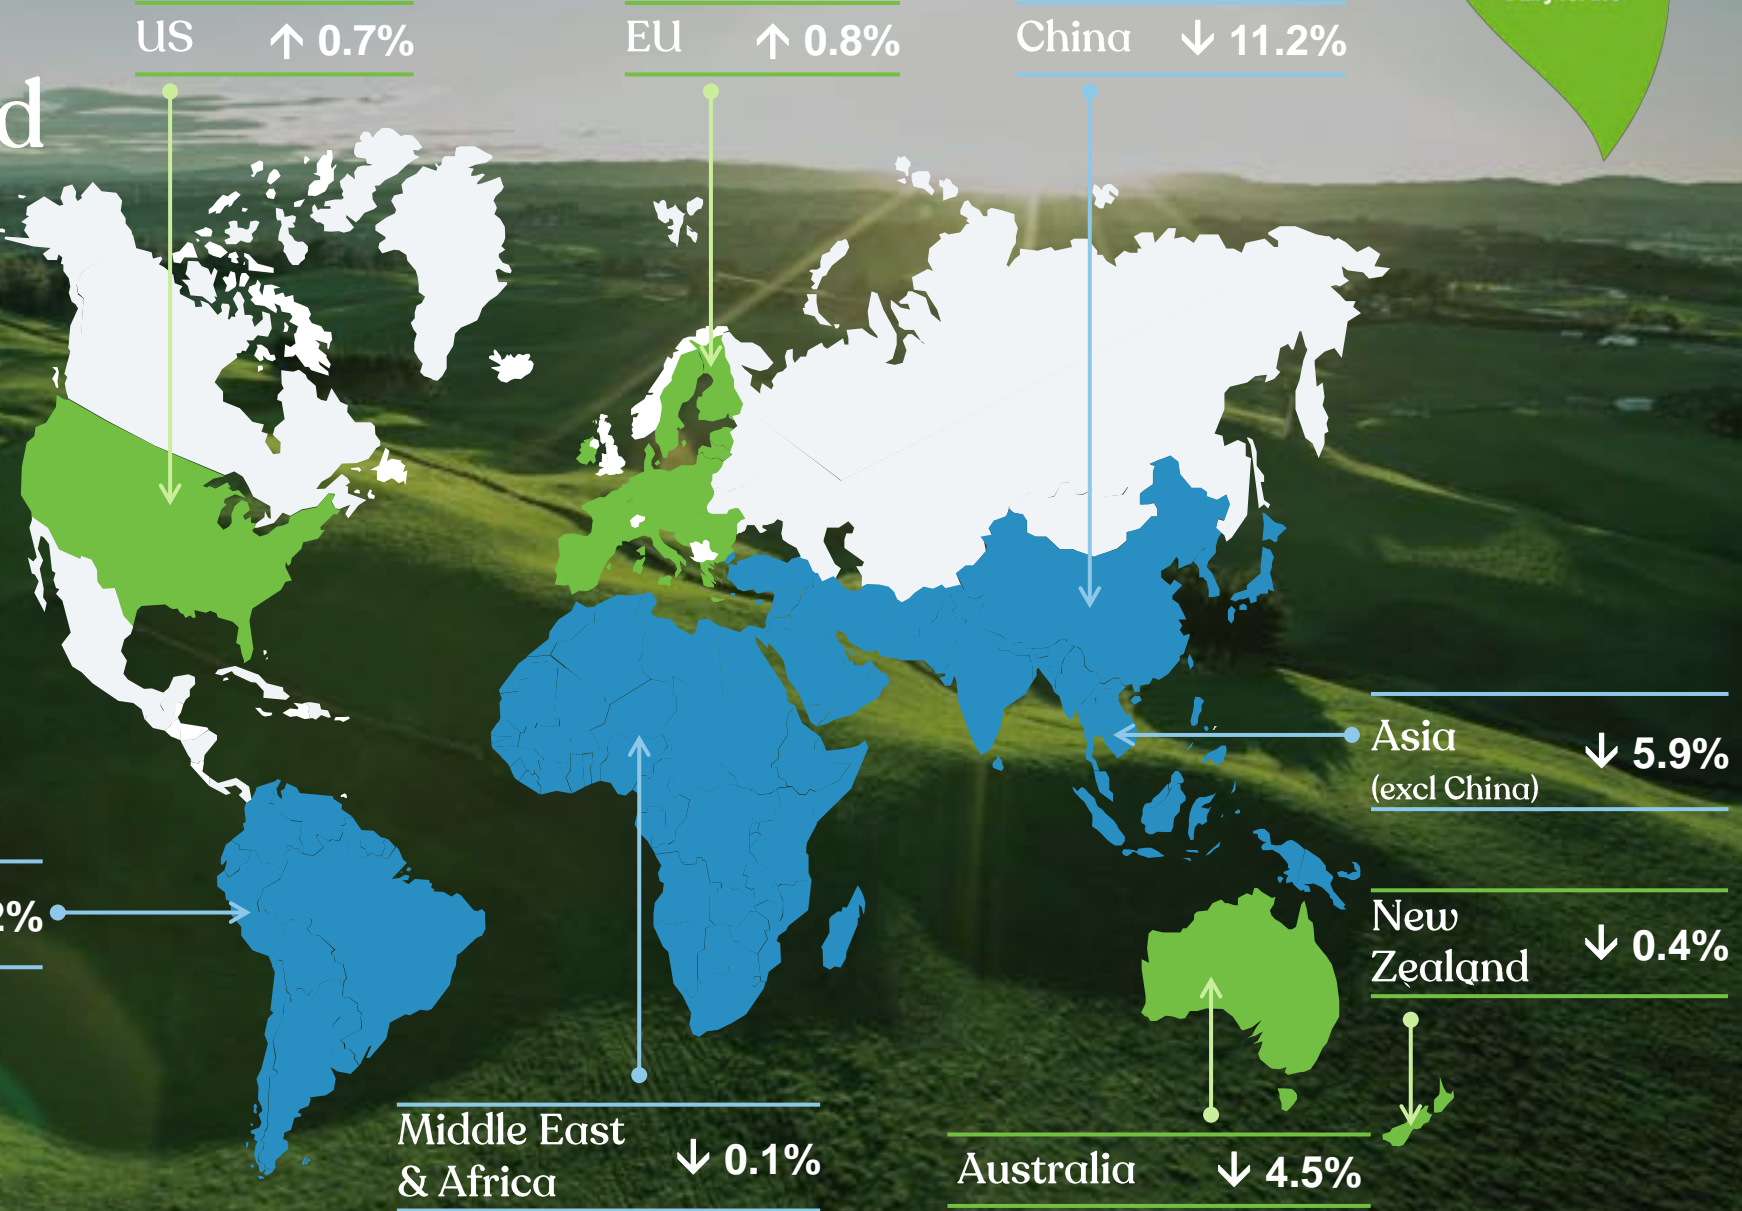 US ↑ 0.7%
EU ↑ 0.8%
China ↓ 11.2%
d
Asia
(excl China) ↓ 5.9%
2%
New
Zealand ↓ 0.4%
Middle East
& Africa ↓ 0.1%
Australia ↓ 4.5%